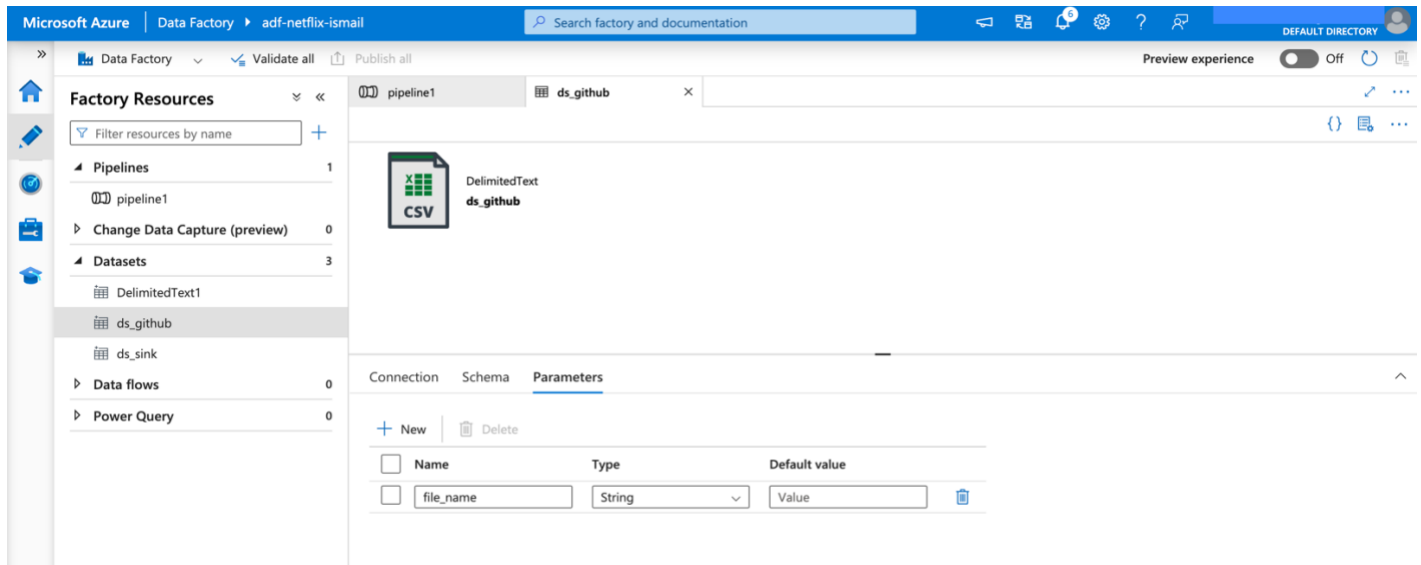 Microsoft Azure Data Factory adf-netflix-ismail Search factory and documentation 6 DEFAULT DIRECTORY
Data Factory Validate all Publish all Preview experience Off
Factory Resources
pipeline1 ds_github
Filter resources by name
Pipelines 1
pipeline1
Change Data Capture (preview) 0
Datasets 3
DelimitedText1
ds_github
ds_sink
Data flows 0
Power Query 0
{}
X
CSV
DelimitedText
ds_github
Connection Schema Parameters
New Delete
Name Type Default value
file_name String Value